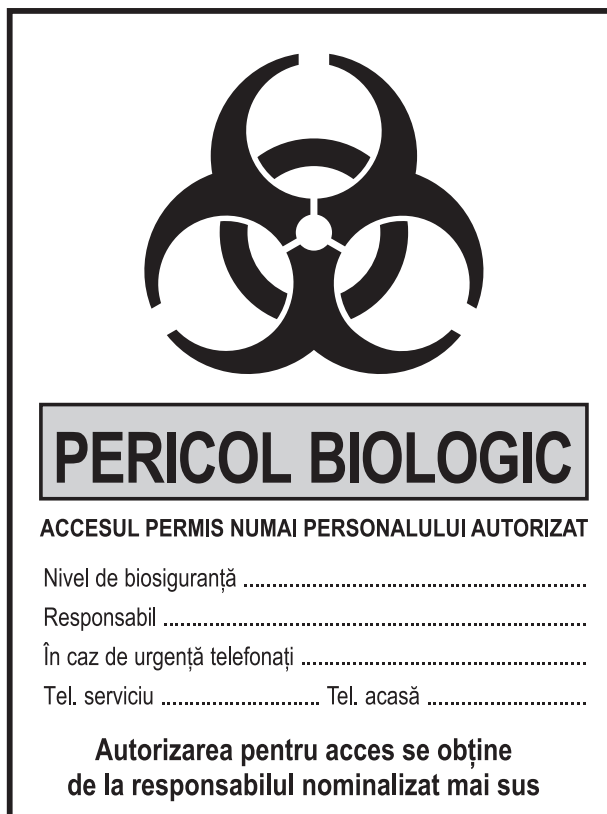 PERICOL BIOLOGIC
ACCESUL PERMIS NUMAI PERSONALULUI AUTORIZAT
Nivel de biosiguranță ........................................................
Responsabil ......................................................................
În caz de urgență telefonați ...............................................
Tel. serviciu .......................... Tel. acasă ...........................
Autorizarea pentru acces se obține
de la responsabilul nominalizat mai sus